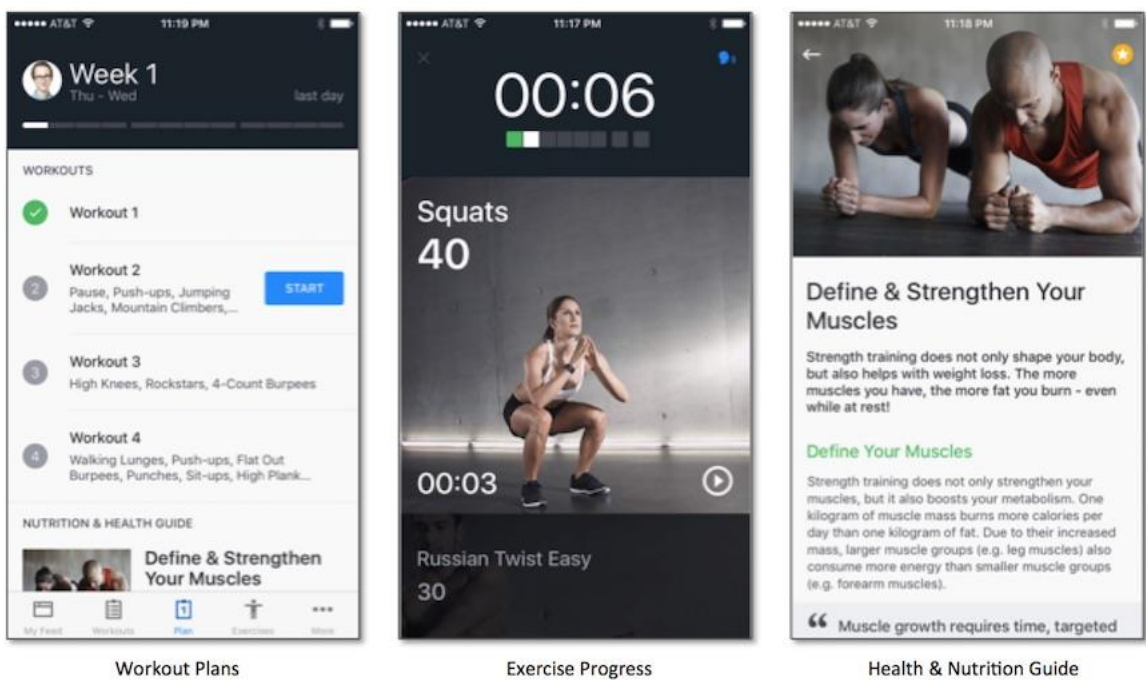 AT&T 11:19 PM
Week 1
Thu - Wed last day
WORKOUTS
Workout 1
2
Workout 2
Pause, Push-ups, Jumping
Jacks, Mountain Climbers,...
START
3
Workout 3
High Knees, Rockstars, 4-Count Burpees
4
Workout 4
Walking Lunges, Push-ups, Flat Out
Burpees, Punches, Sit-ups, High Plank...
NUTRITION & HEALTH GUIDE
Define & Strengthen
Your Muscles
1
My Feed Workouts Plan Exercises More
Workout Plans
AT&T 11:17 PM
00:06
Squats
40
00:03
Russian Twist Easy
30
Exercise Progress
AT&T 11:18 PM
Define & Strengthen Your
Muscles
Strength training does not only shape your body,
but also helps with weight loss. The more
muscles you have, the more fat you burn - even
while at rest!
Define Your Muscles
Strength training does not only strengthen your
muscles, but it also boosts your metabolism. One
kilogram of muscle mass burns more calories per
day than one kilogram of fat. Due to their increased
mass, larger muscle groups (e.g. leg muscles) also
consume more energy than smaller muscle groups
(e.g. forearm muscles).
“ Muscle growth requires time, targeted
Health & Nutrition Guide